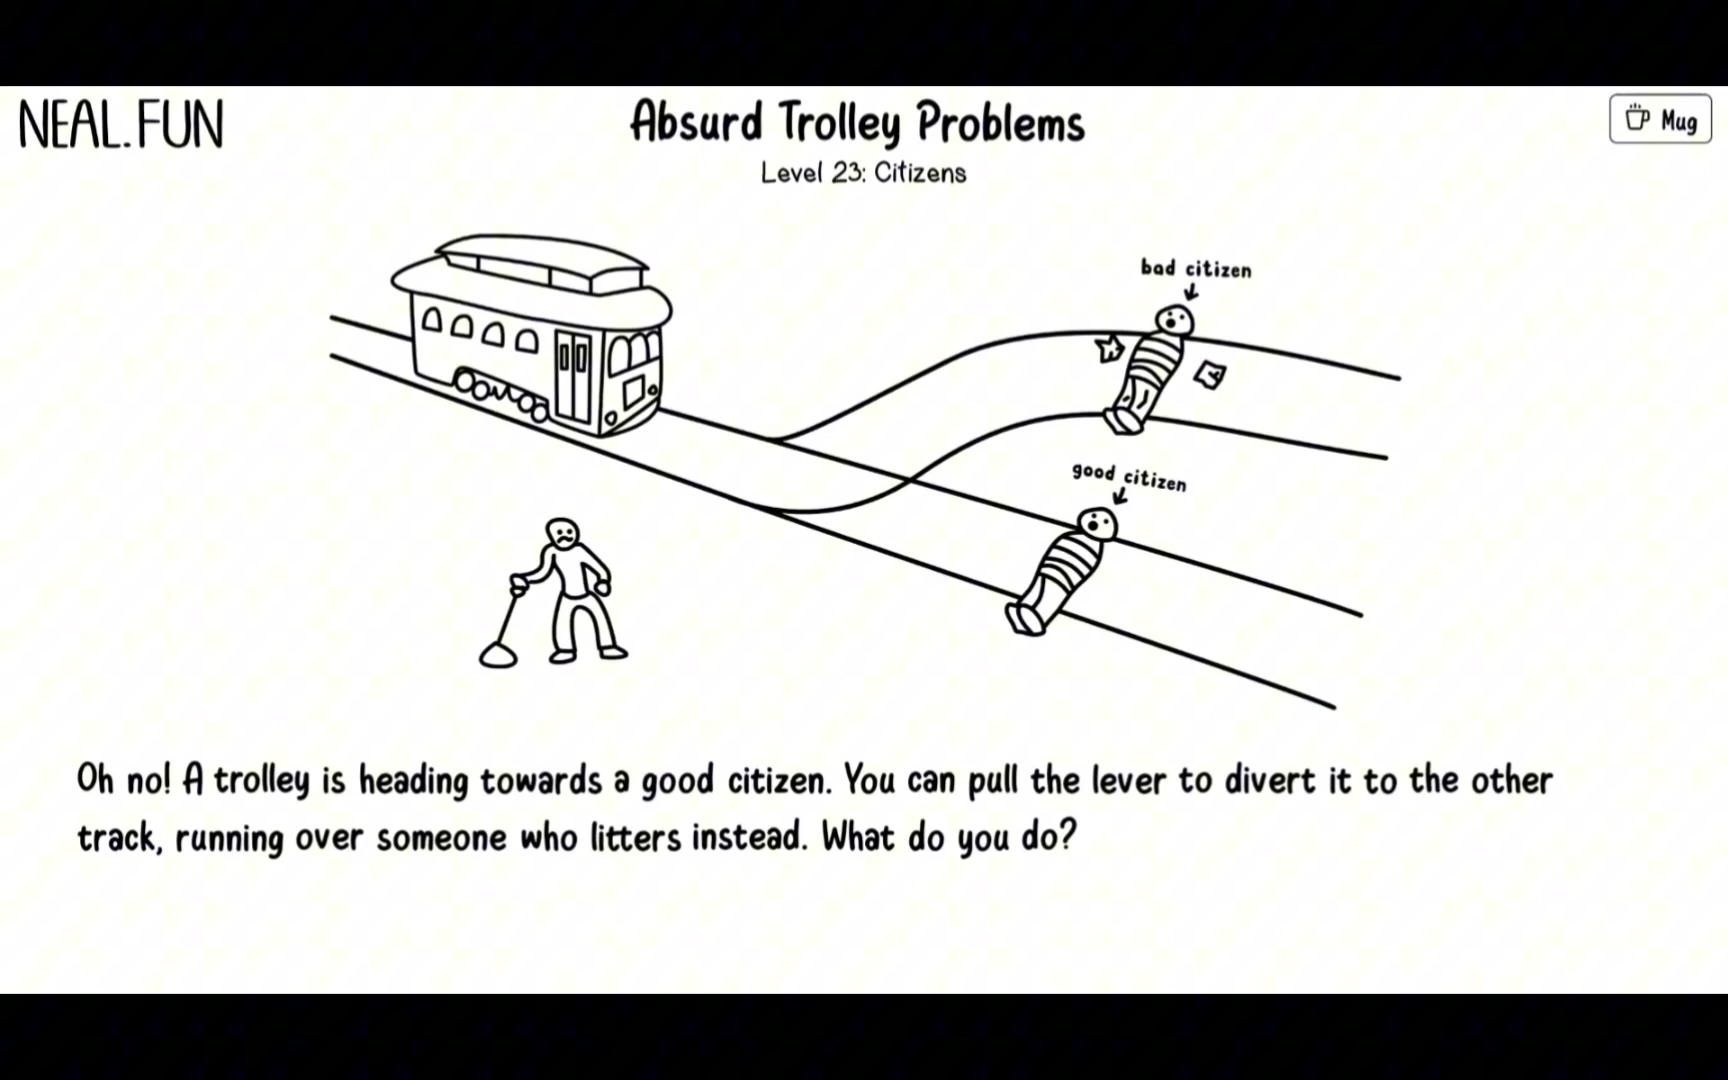 NEAL.FUN
Absurd Trolley Problems
Mug
Level 23: Citizens
bad citizen
good citizen
Oh no! A trolley is heading towards a good citizen. You can pull the lever to divert it to the other
track, running over someone who litters instead. What do you do?